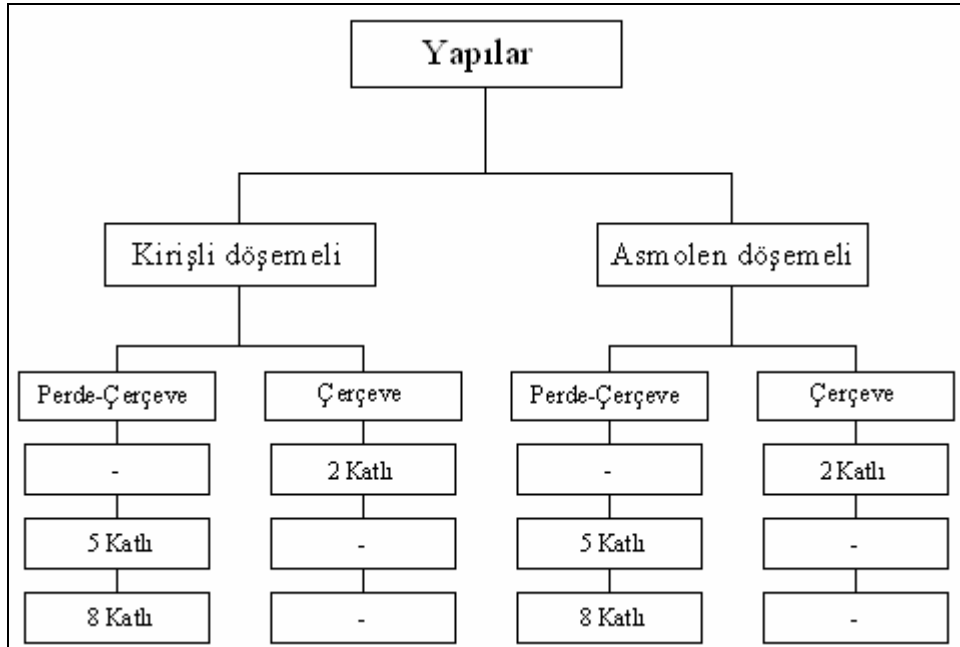 Yapılar
Kirişli döşemeli
Asmolen döşemeli
Perde-Çerçeve
Çerçeve
Perde-Çerçeve
Çerçeve
-
2 Katlı
-
2 Katlı
5 Katlı
-
5 Katlı
-
8 Katlı
-
8 Katlı
-